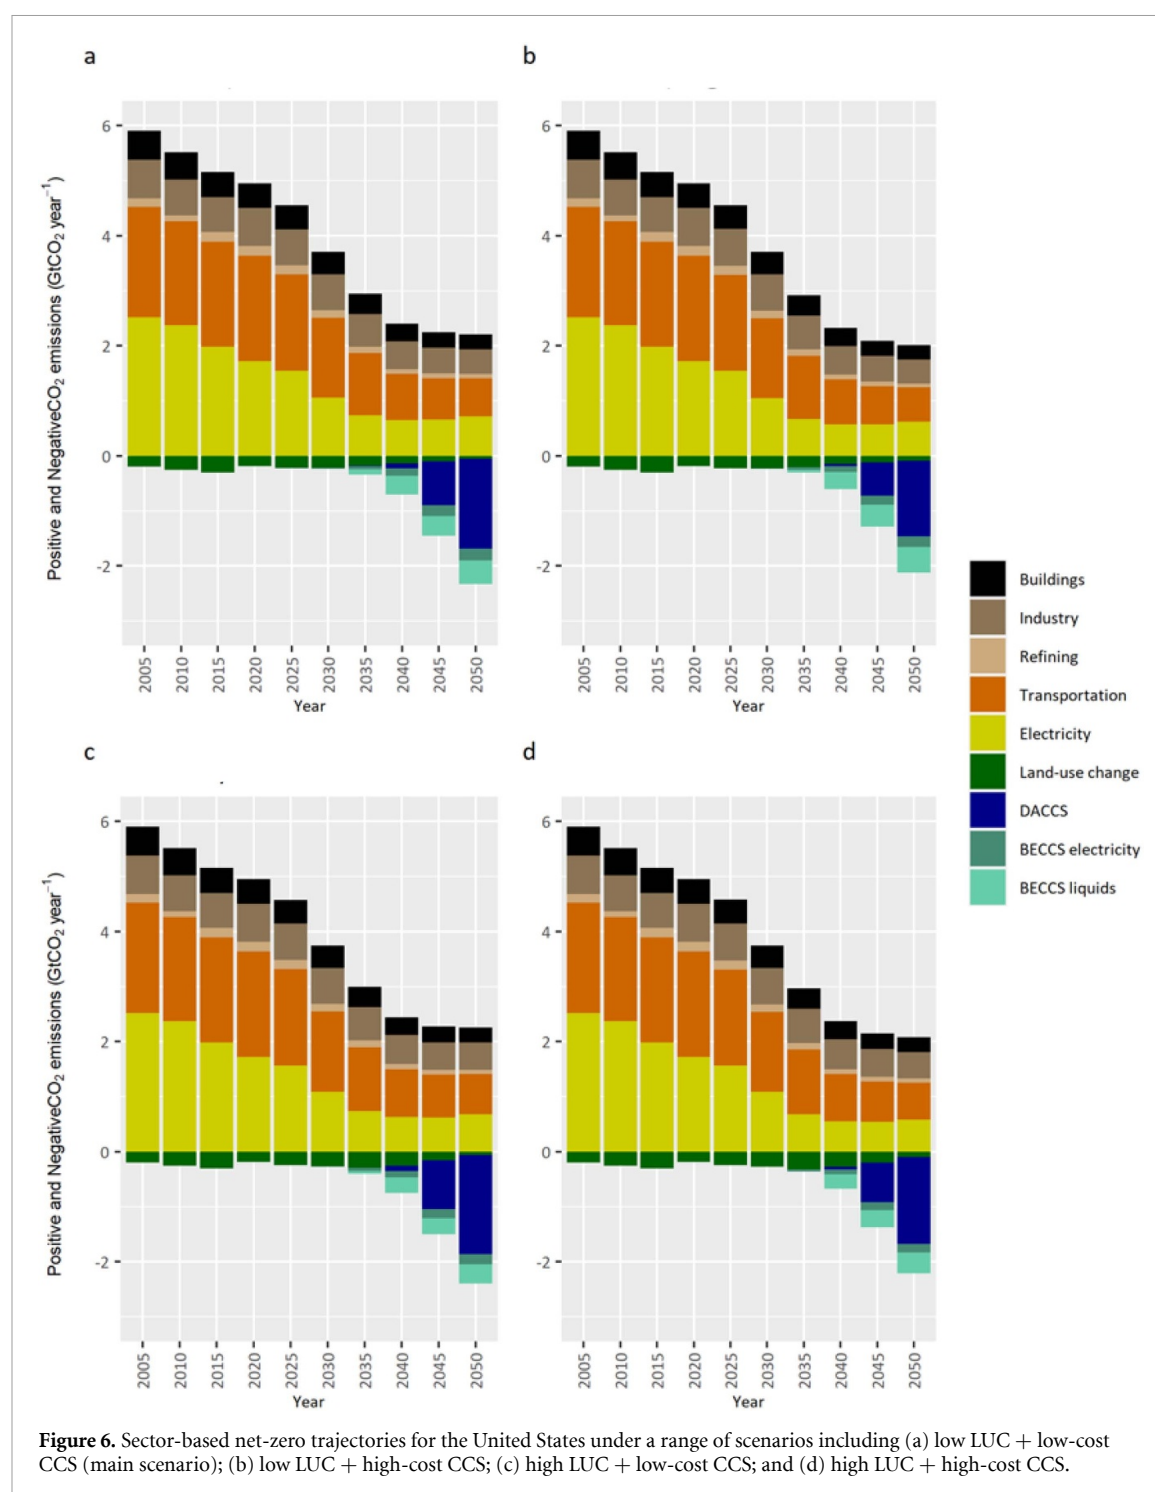 a
6
4
2
0
-2
Positive and NegativeCO2 emissions (GtCO2 year−1)
2005 2010 2015 2020 2025 2030 2035 2040 2045 2050
Year
b
6
4
2
0
-2
2005 2010 2015 2020 2025 2030 2035 2040 2045 2050
Year
Buildings
Industry
Refining
Transportation
Electricity
Land-use change
DACCS
BECCS electricity
BECCS liquids
c
6
4
2
0
-2
Positive and NegativeCO2 emissions (GtCO2 year−1)
2005 2010 2015 2020 2025 2030 2035 2040 2045 2050
Year
d
6
4
2
0
-2
2005 2010 2015 2020 2025 2030 2035 2040 2045 2050
Year
Figure 6. Sector-based net-zero trajectories for the United States under a range of scenarios including (a) low LUC + low-cost
CCS (main scenario); (b) low LUC + high-cost CCS; (c) high LUC + low-cost CCS; and (d) high LUC + high-cost CCS.